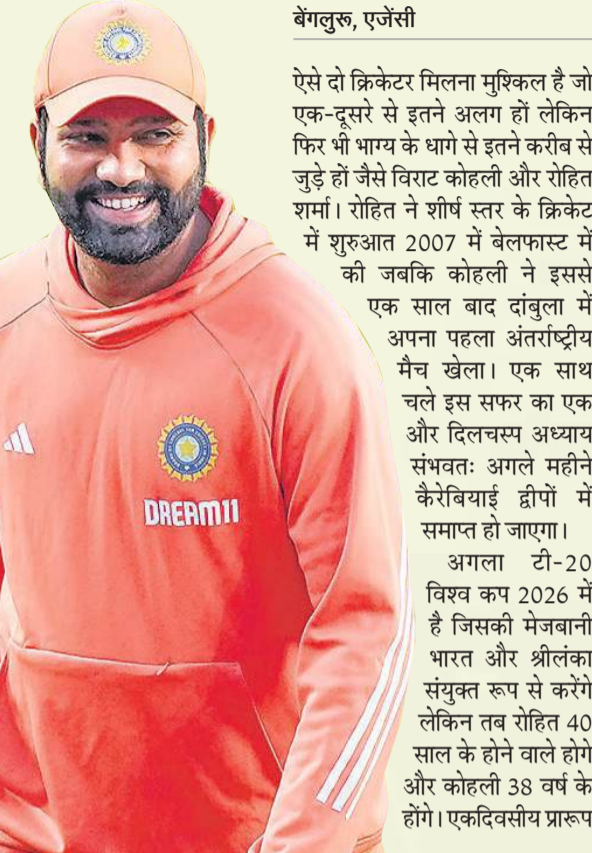 बेंगलुरू, एजेंसी
ऐसे दो क्रिकेटर मिलना मुश्किल है जो
एक-दूसरे से इतने अलग हों लेकिन
फिर भी भाग्य के धागे से इतने करीब से
जुड़े हों जैसे विराट कोहली और रोहित
शर्मा। रोहित ने शीर्ष स्तर के क्रिकेट
में शुरुआत 2007 में बेलफास्ट में
की जबकि कोहली ने इससे
एक साल बाद दांबुला में
अपना पहला अंतर्राष्ट्रीय
मैच खेला। एक साथ
चले इस सफर का एक
और दिलचस्प अध्याय
संभवतः अगले महीने
कैरेबियाई द्वीपों में
समाप्त हो जाएगा।
अगला टी-20
विश्व कप 2026 में
है जिसकी मेजबानी
भारत और श्रीलंका
संयुक्त रूप से करेंगे
लेकिन तब रोहित 40
साल के होने वाले होगे
और कोहली 38 वर्ष के
होंगे। एकदिवसीय प्रारूप
DREAM11